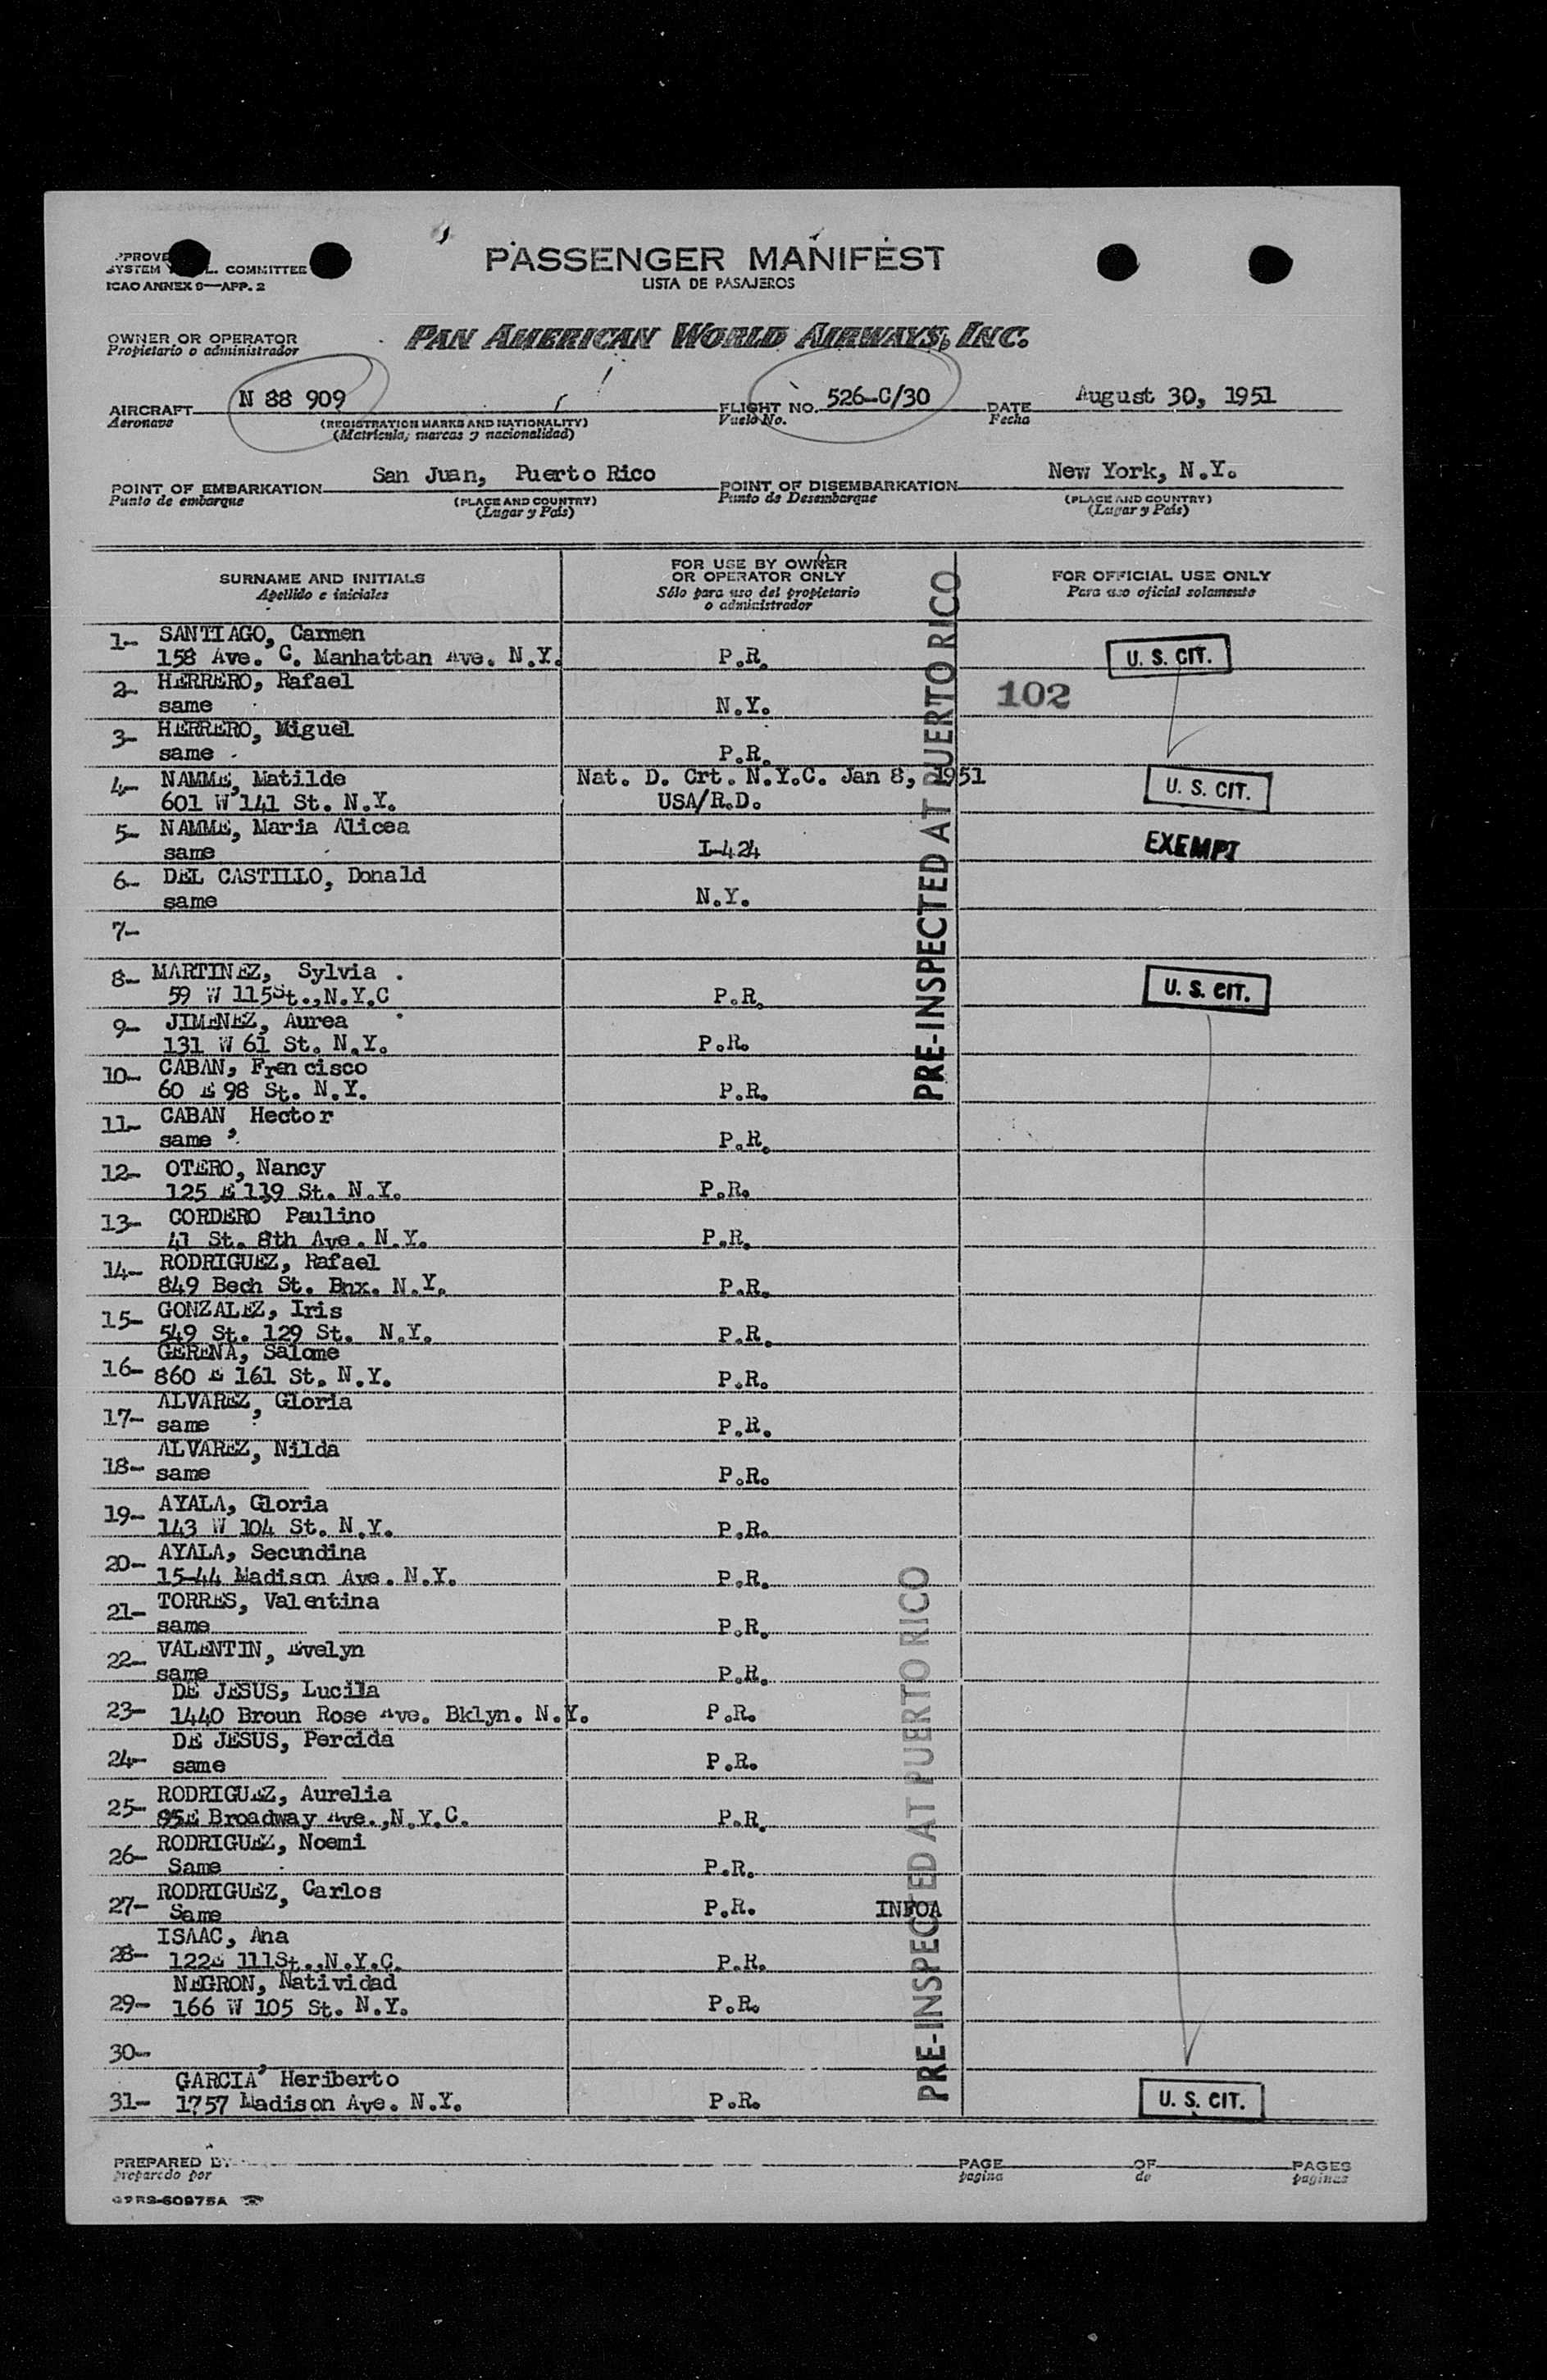 SYSTEM COMMITTEE
ICAO ANNEX 9—APP. 2
PASSENGER MANIFEST
LISTA DE PASAJEROS
OWNER OR OPERATOR
Propietario o administrador
PAN AMERICAN WORLD AIRWAYS, INC.
AIRCRAFT N 88 909
Aeronave
(REGISTRATION MARKS AND NATIONALITY)
(Matricula, marcas y nacionalidad)
FLIGHT NO. 526-C/30
Vuelo No.
DATE August 30, 1951
Fecha
POINT OF EMBARKATION San Juan, Puerto Rico
Punto de embarque
(PLACE AND COUNTRY)
(Lugar y País)
POINT OF DISEMBARKATION New York, N.Y.
Punto de Desembarque
(PLACE AND COUNTRY)
(Lugar y País)
SURNAME AND INITIALS
Apellido e iniciales
FOR USE BY OWNER
OR OPERATOR ONLY
Sólo para uso del propietario
o administrador
FOR OFFICIAL USE ONLY
Para uso oficial solamente
PRE-INSPECTED AT PUERTO RICO
1- SANTIAGO, Carmen
158 Ave. C. Manhattan Ave. N.Y. P.R. U. S. CIT.
2- HERRERO, Rafael
same N.Y. 102
3- HERRERO, Miguel
same P.R.
4- NAMME, Matilde Nat. D. Crt. N.Y.C. Jan 8, 1951
601 W 141 St. N.Y. USA/R.D. U. S. CIT.
5- NAMME, Maria Alicea
same I-424 EXEMPT
6- DEL CASTILLO, Donald
same N.Y.
7-
8- MARTINEZ, Sylvia
59 W 115St.,N.Y.C P.R. U. S. CIT.
9- JIMENEZ, Aurea
131 W 61 St. N.Y. P.R.
10- CABAN, Francisco
60 E 98 St. N.Y. P.R.
11- CABAN, Hector
same P.R.
12- OTERO, Nancy
125 E 119 St. N.Y. P.R.
13- CORDERO Paulino
41 St. 8th Ave. N.Y. P.R.
14- RODRIGUEZ, Rafael
849 Bech St. Bnx. N.Y. P.R.
15- GONZALEZ, Iris
549 St. 129 St. N.Y. P.R.
16- GERENA, Salome
860 E 161 St. N.Y. P.R.
17- ALVAREZ, Gloria
same P.R.
18- ALVAREZ, Nilda
same P.R.
19- AYALA, Gloria
143 W 104 St. N.Y. P.R.
20- AYALA, Secundina
15-44 Madison Ave. N.Y. P.R.
21- TORRES, Valentina
same P.R.
22- VALENTIN, Evelyn
same P.R.
23- DE JESUS, Lucila
1440 Broun Rose Ave. Bklyn. N.Y. P.R.
24- DE JESUS, Percida
same P.R.
25- RODRIGUEZ, Aurelia
85E Broadway Ave.,N.Y.C. P.R.
26- RODRIGUEZ, Noemi
Same P.R.
27- RODRIGUEZ, Carlos
Same P.R. INFOA
28- ISAAC, Ana
122E 111St.,N.Y.C. P.R.
29- NEGRON, Natividad
166 W 105 St. N.Y. P.R.
30-
31- GARCIA, Heriberto
1757 Madison Ave. N.Y. P.R. U. S. CIT.
PRE-INSPECTED AT PUERTO RICO
PREPARED BY
preparado por
PAGE OF PAGES
pagina de paginas